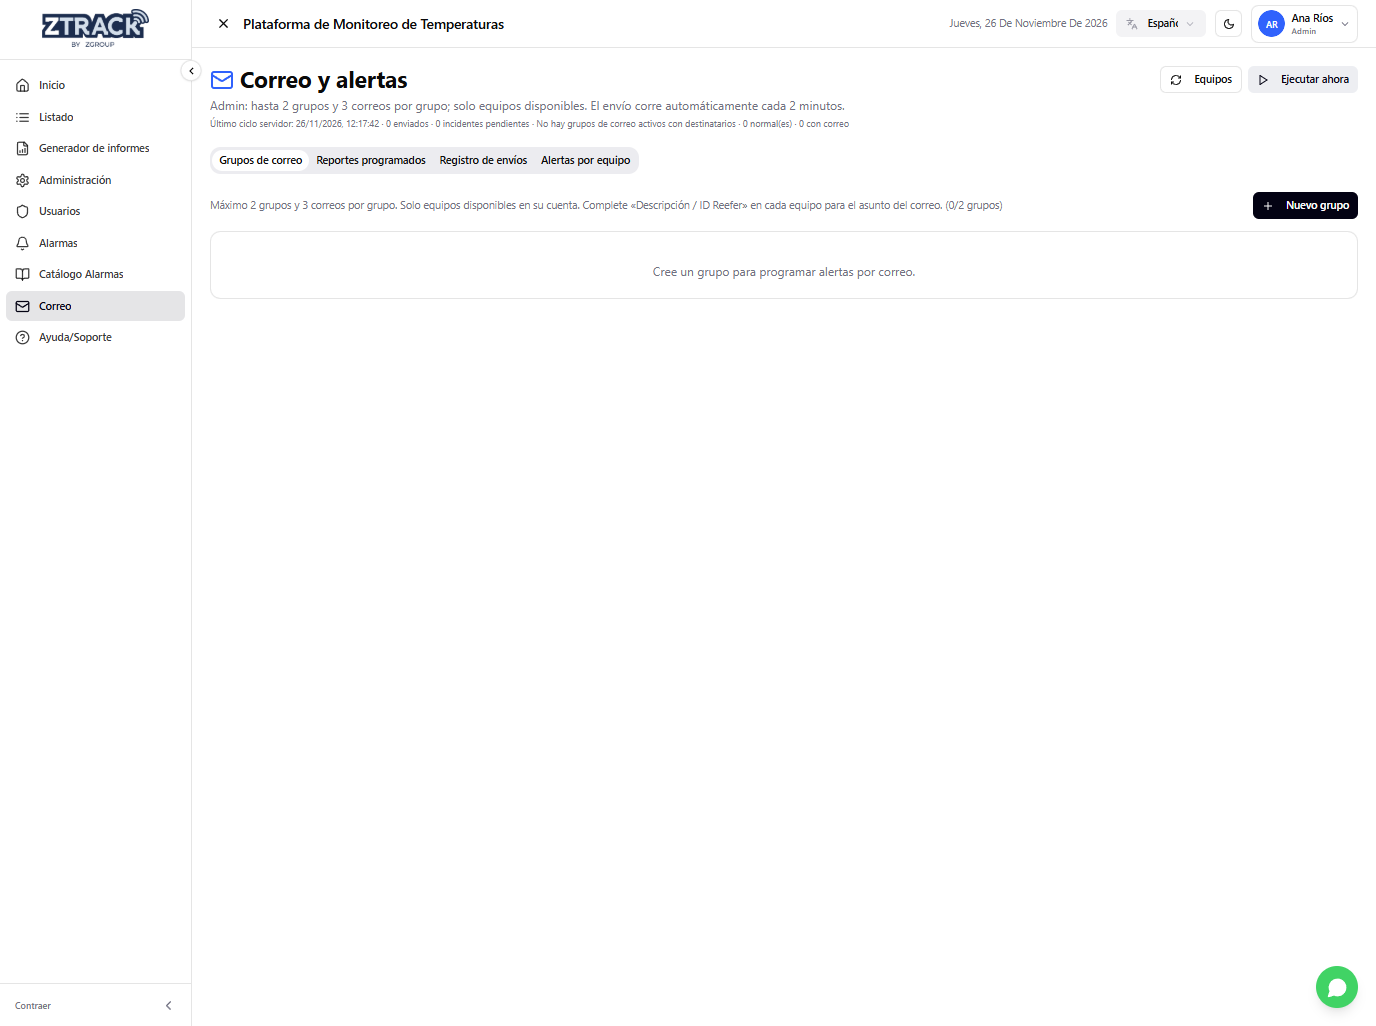 ZTRACK
BY ZGROUP
Plataforma de Monitoreo de Temperaturas
Jueves, 26 De Noviembre De 2026
Españ
AR
Ana Ríos
Admin
Inicio
Listado
Generador de informes
Administración
Usuarios
Alarmas
Catálogo Alarmas
Correo
Ayuda/Soporte
Contraer
Correo y alertas
Equipos
Ejecutar ahora
Admin: hasta 2 grupos y 3 correos por grupo; solo equipos disponibles. El envío corre automáticamente cada 2 minutos.
Último ciclo servidor: 26/11/2026, 12:17:42 · 0 enviados · 0 incidentes pendientes · No hay grupos de correo activos con destinatarios · 0 normal(es) · 0 con correo
Grupos de correo
Reportes programados
Registro de envíos
Alertas por equipo
Máximo 2 grupos y 3 correos por grupo. Solo equipos disponibles en su cuenta. Complete «Descripción / ID Reefer» en cada equipo para el asunto del correo. (0/2 grupos)
Nuevo grupo
Cree un grupo para programar alertas por correo.